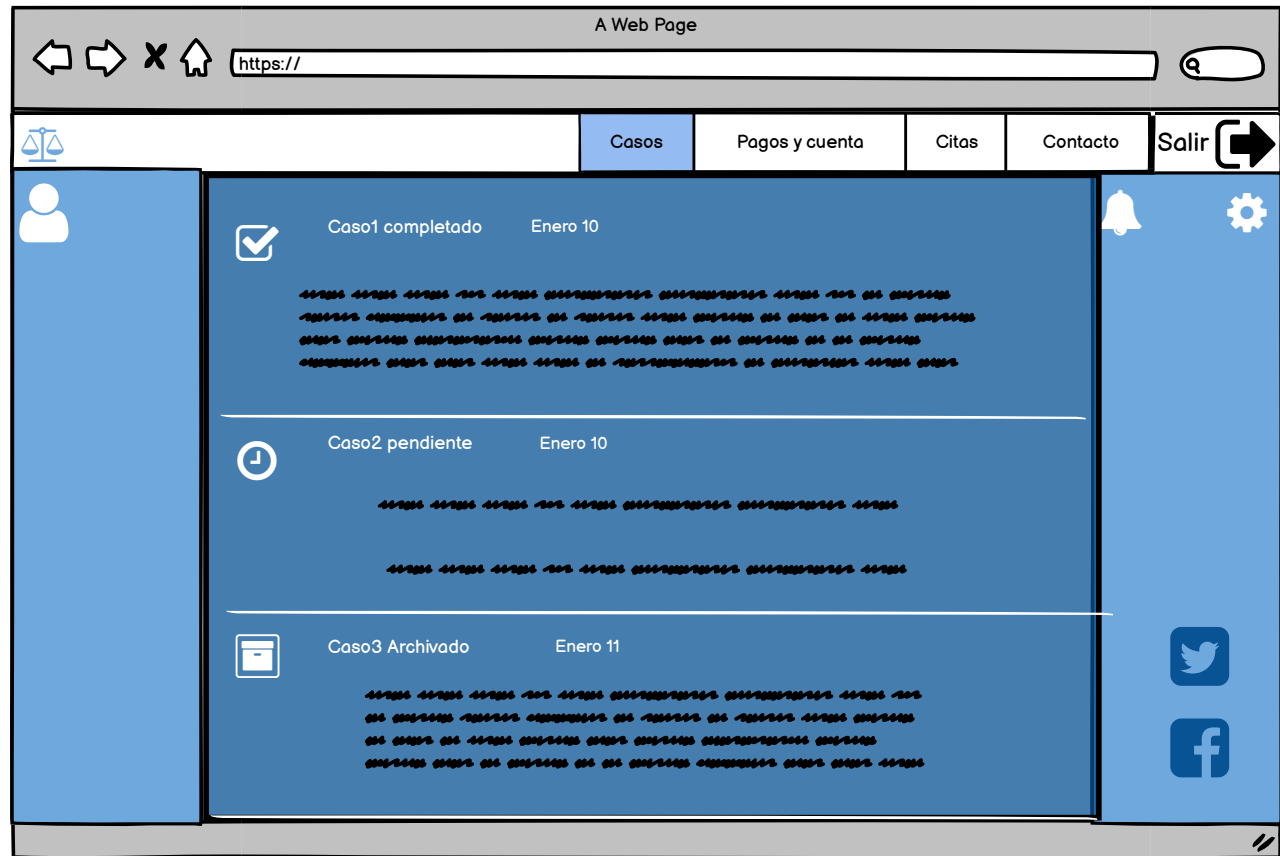 A Web Page
https://
Casos Pagos y cuenta Citas Contacto Salir
Caso1 completado Enero 10
Caso2 pendiente Enero 10
Caso3 Archivado Enero 11